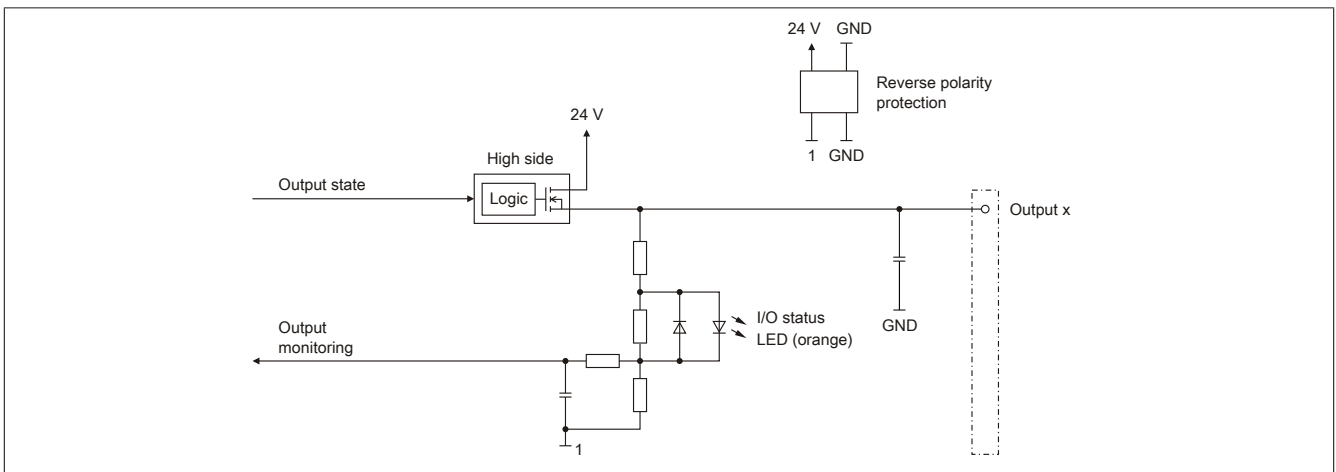 24 V GND
Reverse polarity
protection
1 GND
24 V
High side
Output state
Logic
Output x
I/O status
LED (orange)
GND
Output
monitoring
1